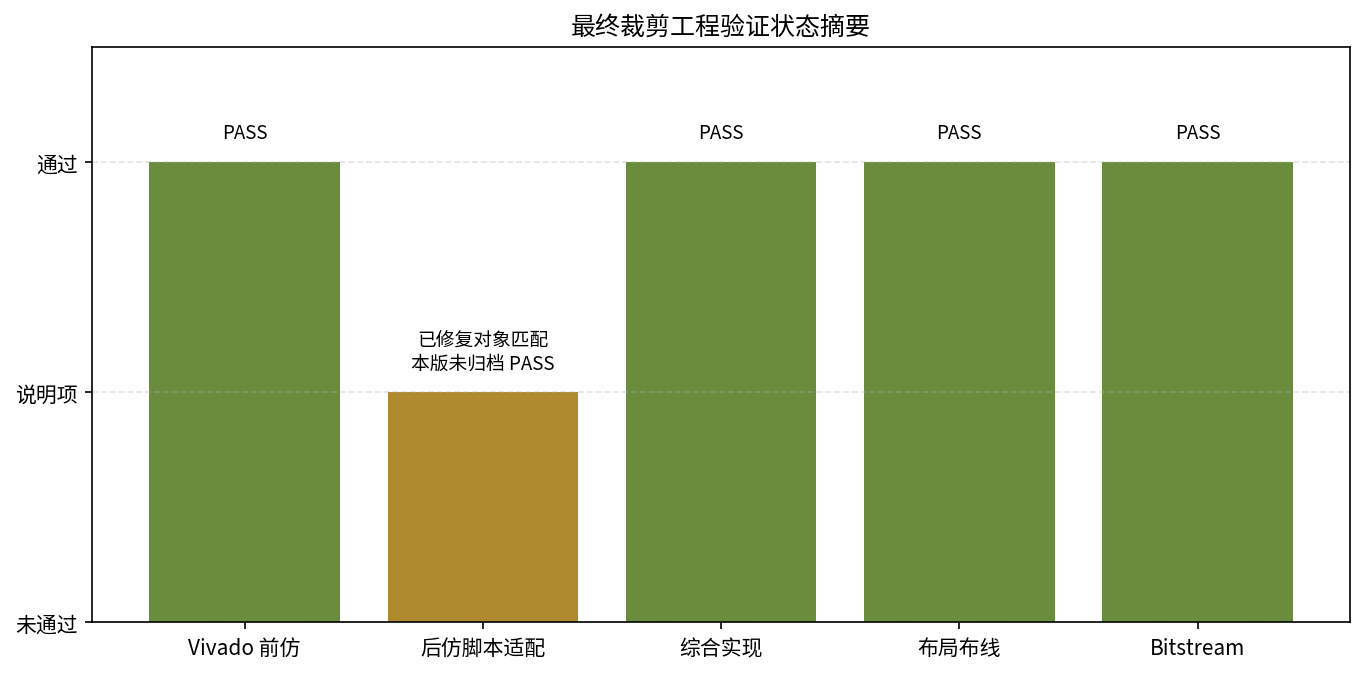 最终裁剪工程验证状态摘要
PASS
PASS
PASS
PASS
通过
已修复对象匹配
本版未归档 PASS
说明项
未通过
Vivado 前仿
后仿脚本适配
综合实现
布局布线
Bitstream